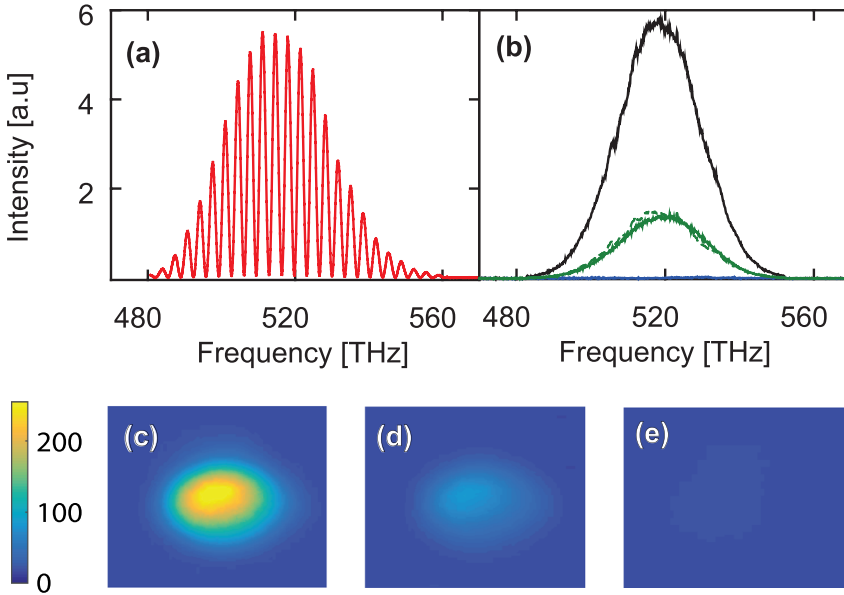 6
4
2
Intensity [a.u]
(a)
(b)
480
520
560
480
520
560
Frequency [THz]
Frequency [THz]
200
100
0
(c)
(d)
(e)